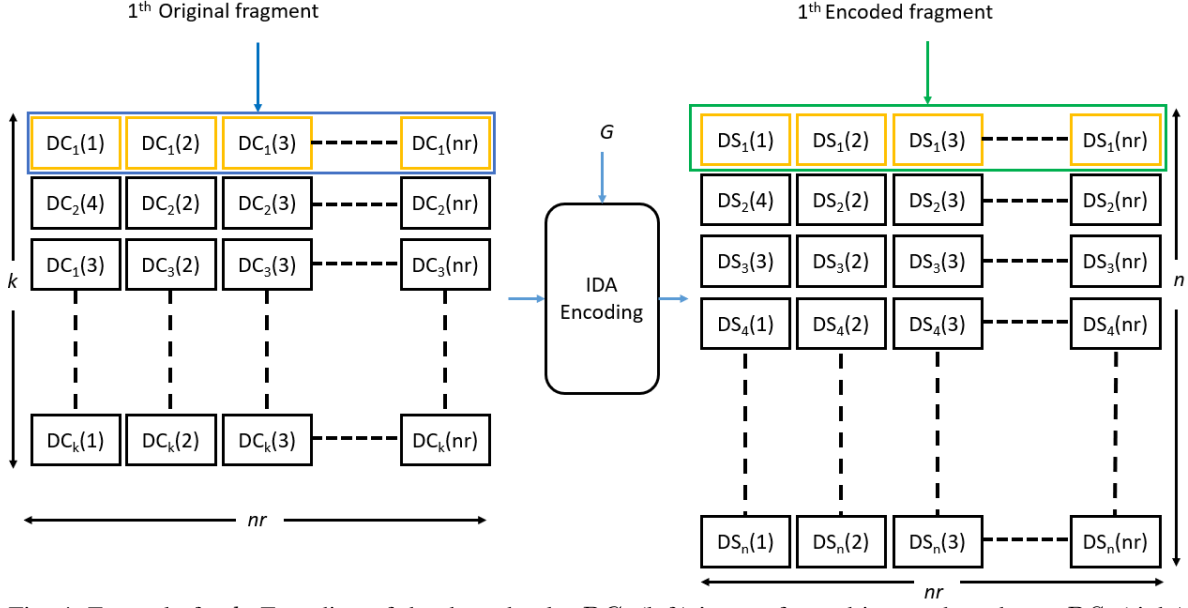 1th Original fragment
1th Encoded fragment
DC1(1) DC1(2) DC1(3) DC1(nr)
DC2(4) DC2(2) DC2(3) DC2(nr)
DC1(3) DC3(2) DC3(3) DC3(nr)
DCk(1) DCk(2) DCk(3) DCk(nr)
k
nr
G
IDA
Encoding
DS1(1) DS1(2) DS1(3) DS1(nr)
DS2(4) DS2(2) DS2(3) DS2(nr)
DS3(3) DS3(2) DS3(3) DS3(nr)
DS4(1) DS4(2) DS4(3) DS4(nr)
DSn(1) DSn(2) DSn(3) DSn(nr)
n
nr